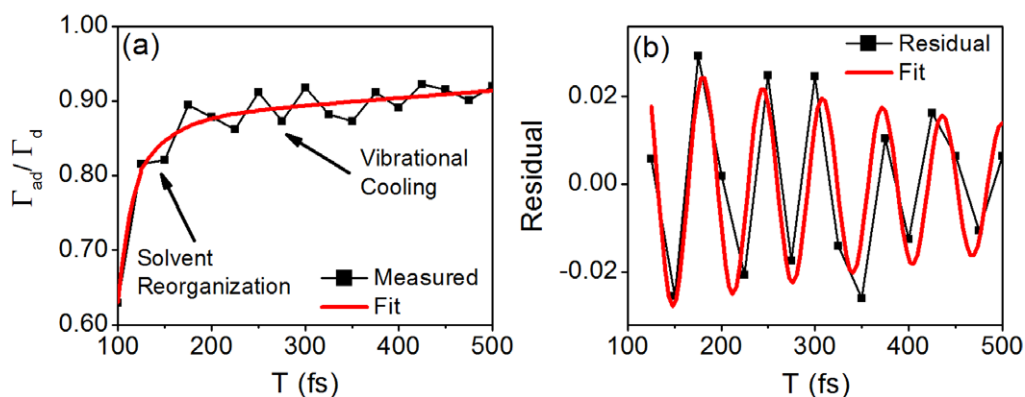 (a)
1.00
0.90
0.80
0.70
0.60
Γad/Γd
Vibrational
Cooling
Solvent
Reorganization
Measured
Fit
100 200 300 400 500
T (fs)
(b)
Residual
Fit
0.02
0.00
-0.02
Residual
100 200 300 400 500
T (fs)